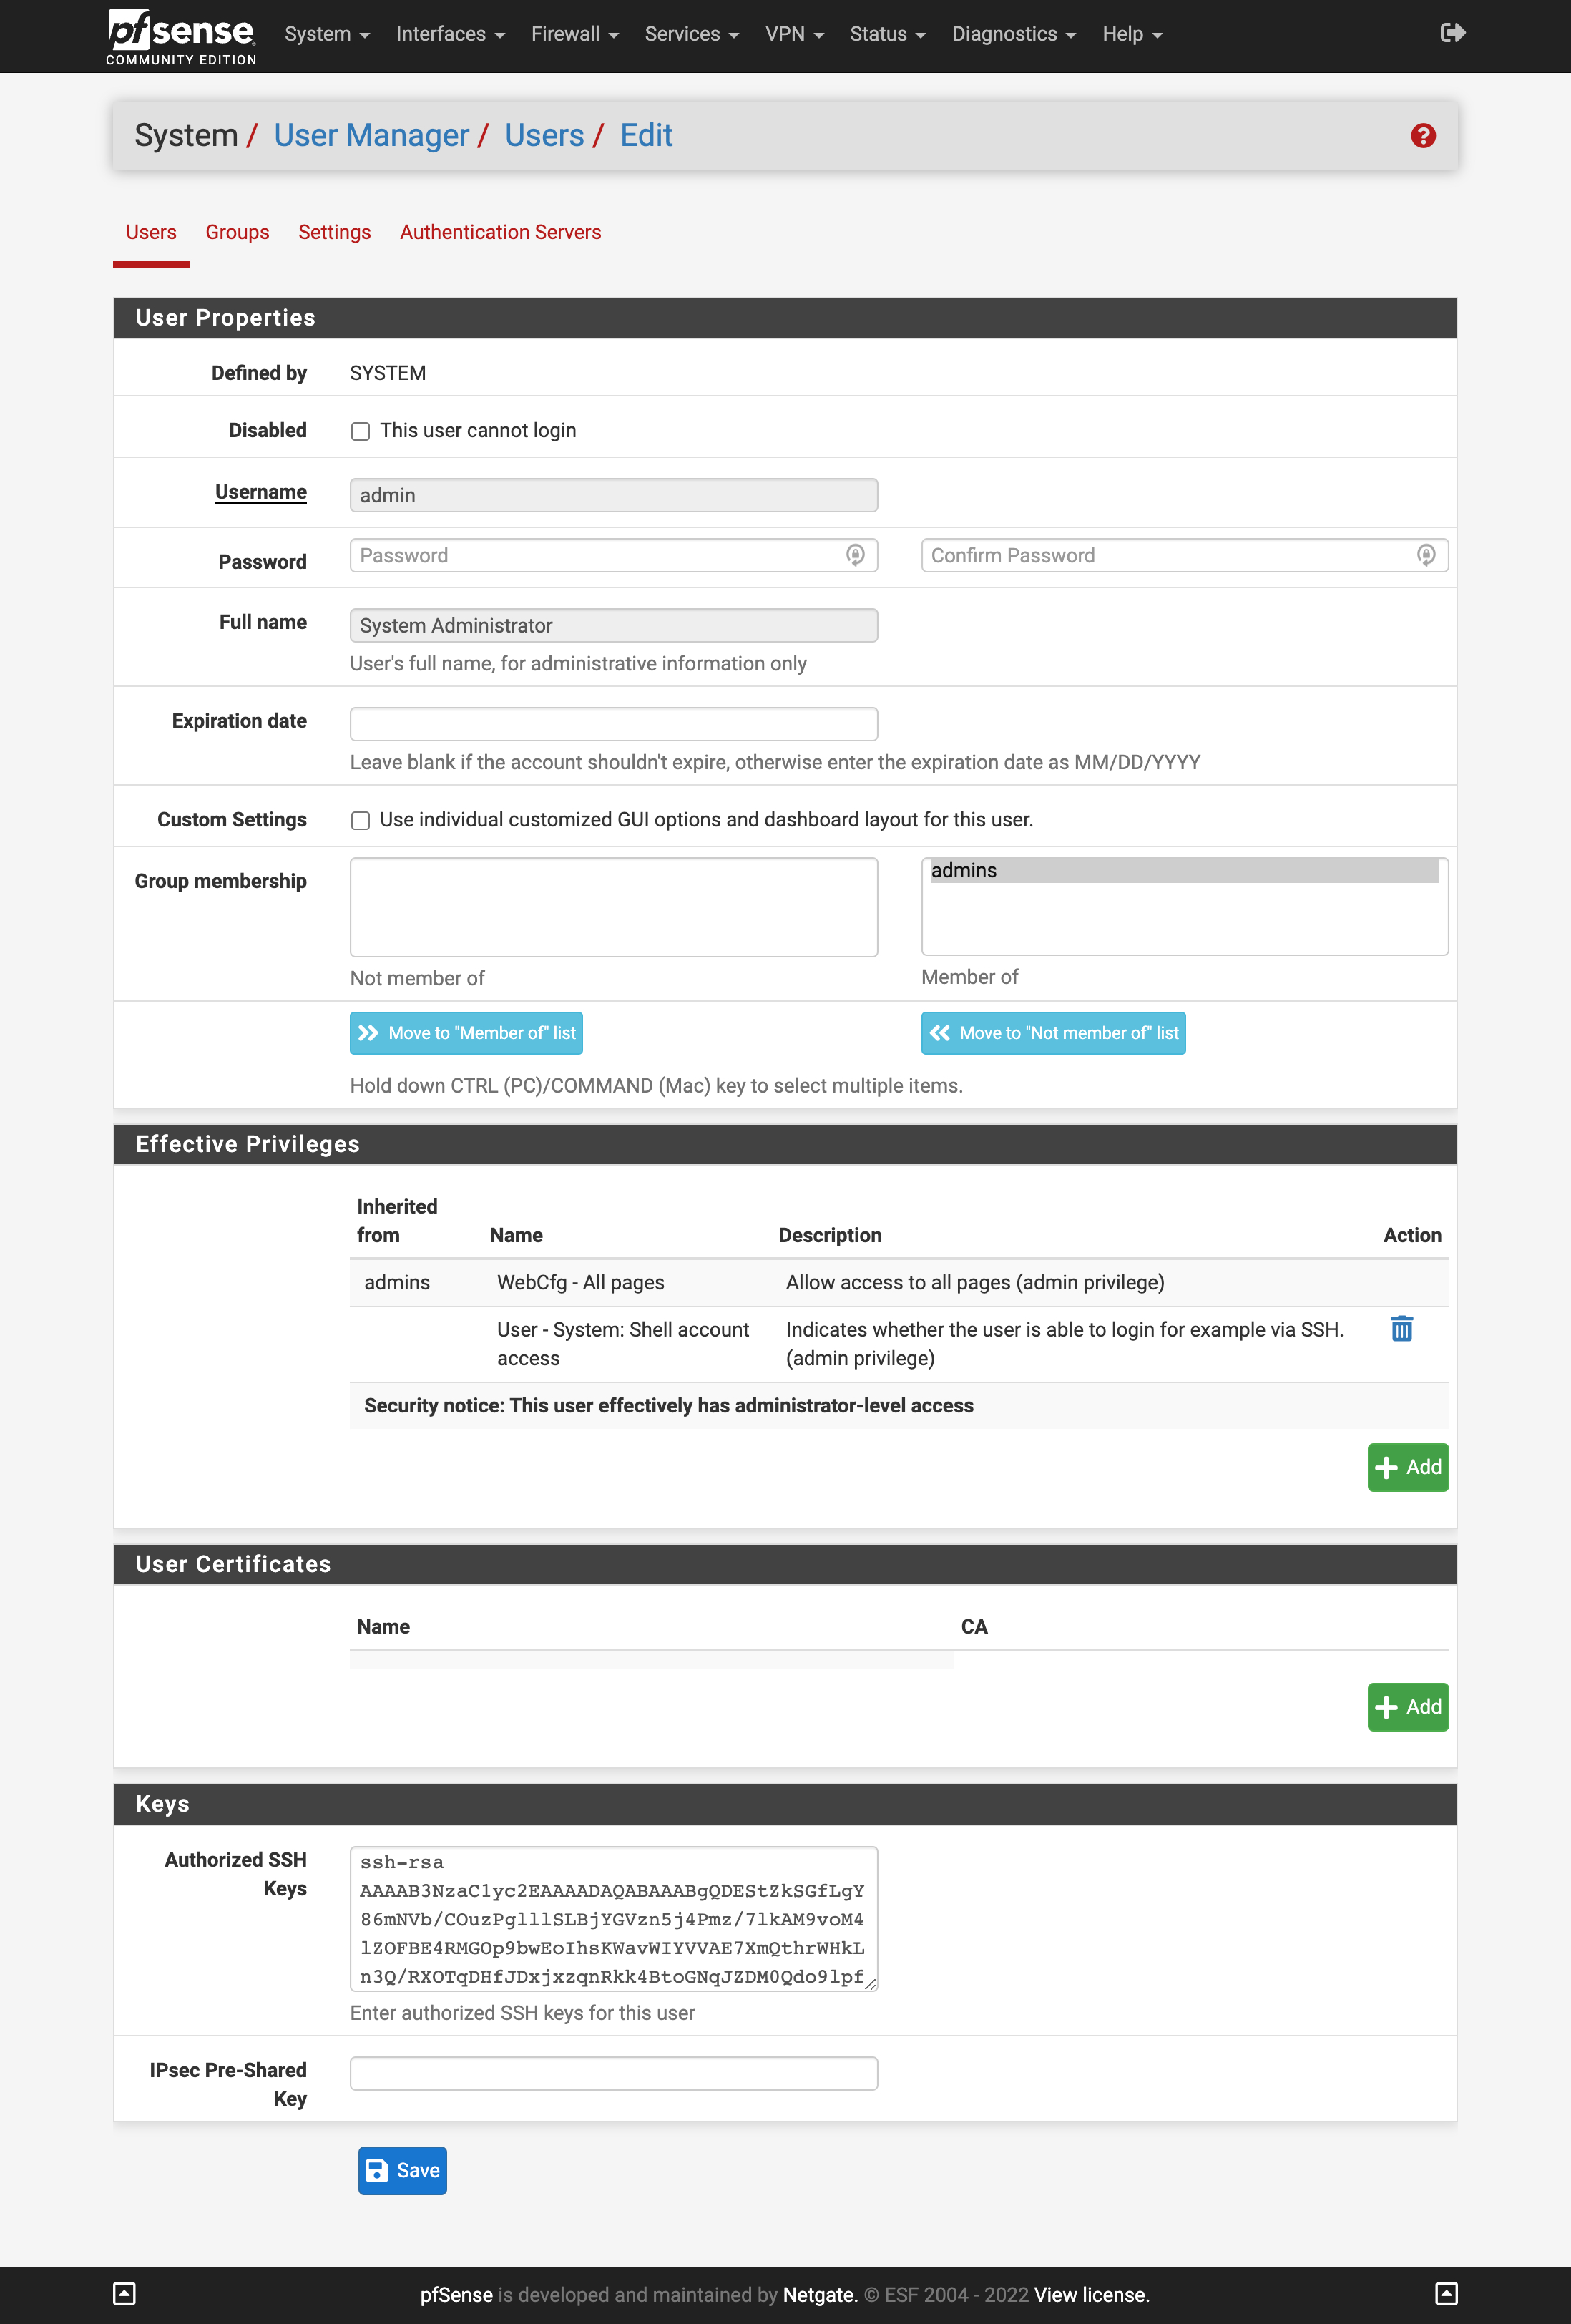 pfsense
COMMUNITY EDITION
System Interfaces Firewall Services VPN Status Diagnostics Help
System / User Manager / Users / Edit
Users Groups Settings Authentication Servers
User Properties
Defined by SYSTEM
Disabled This user cannot login
Username admin
Password Password Confirm Password
Full name System Administrator
User's full name, for administrative information only
Expiration date
Leave blank if the account shouldn't expire, otherwise enter the expiration date as MM/DD/YYYY
Custom Settings Use individual customized GUI options and dashboard layout for this user.
Group membership admins
Not member of Member of
Move to "Member of" list Move to "Not member of" list
Hold down CTRL (PC)/COMMAND (Mac) key to select multiple items.
Effective Privileges
Inherited
from Name Description Action
admins WebCfg - All pages Allow access to all pages (admin privilege)
User - System: Shell account Indicates whether the user is able to login for example via SSH.
access (admin privilege)
Security notice: This user effectively has administrator-level access
Add
User Certificates
Name CA
Add
Keys
Authorized SSH
Keys
ssh-rsa
AAAAB3NzaC1yc2EAAAADAQABAAABgQDEStZkSGfLgY
86mNVb/COuzPglllSLBjYGVzn5j4Pmz/7lkAM9voM4
lZOFBE4RMGOp9bwEoIhsKWavWIYVVAE7XmQthrWHkL
n3Q/RXOTqDHfJDxjxzqnRkk4BtoGNqJZDM0Qdo9lpf
Enter authorized SSH keys for this user
IPsec Pre-Shared
Key
Save
pfSense is developed and maintained by Netgate. © ESF 2004 - 2022 View license.